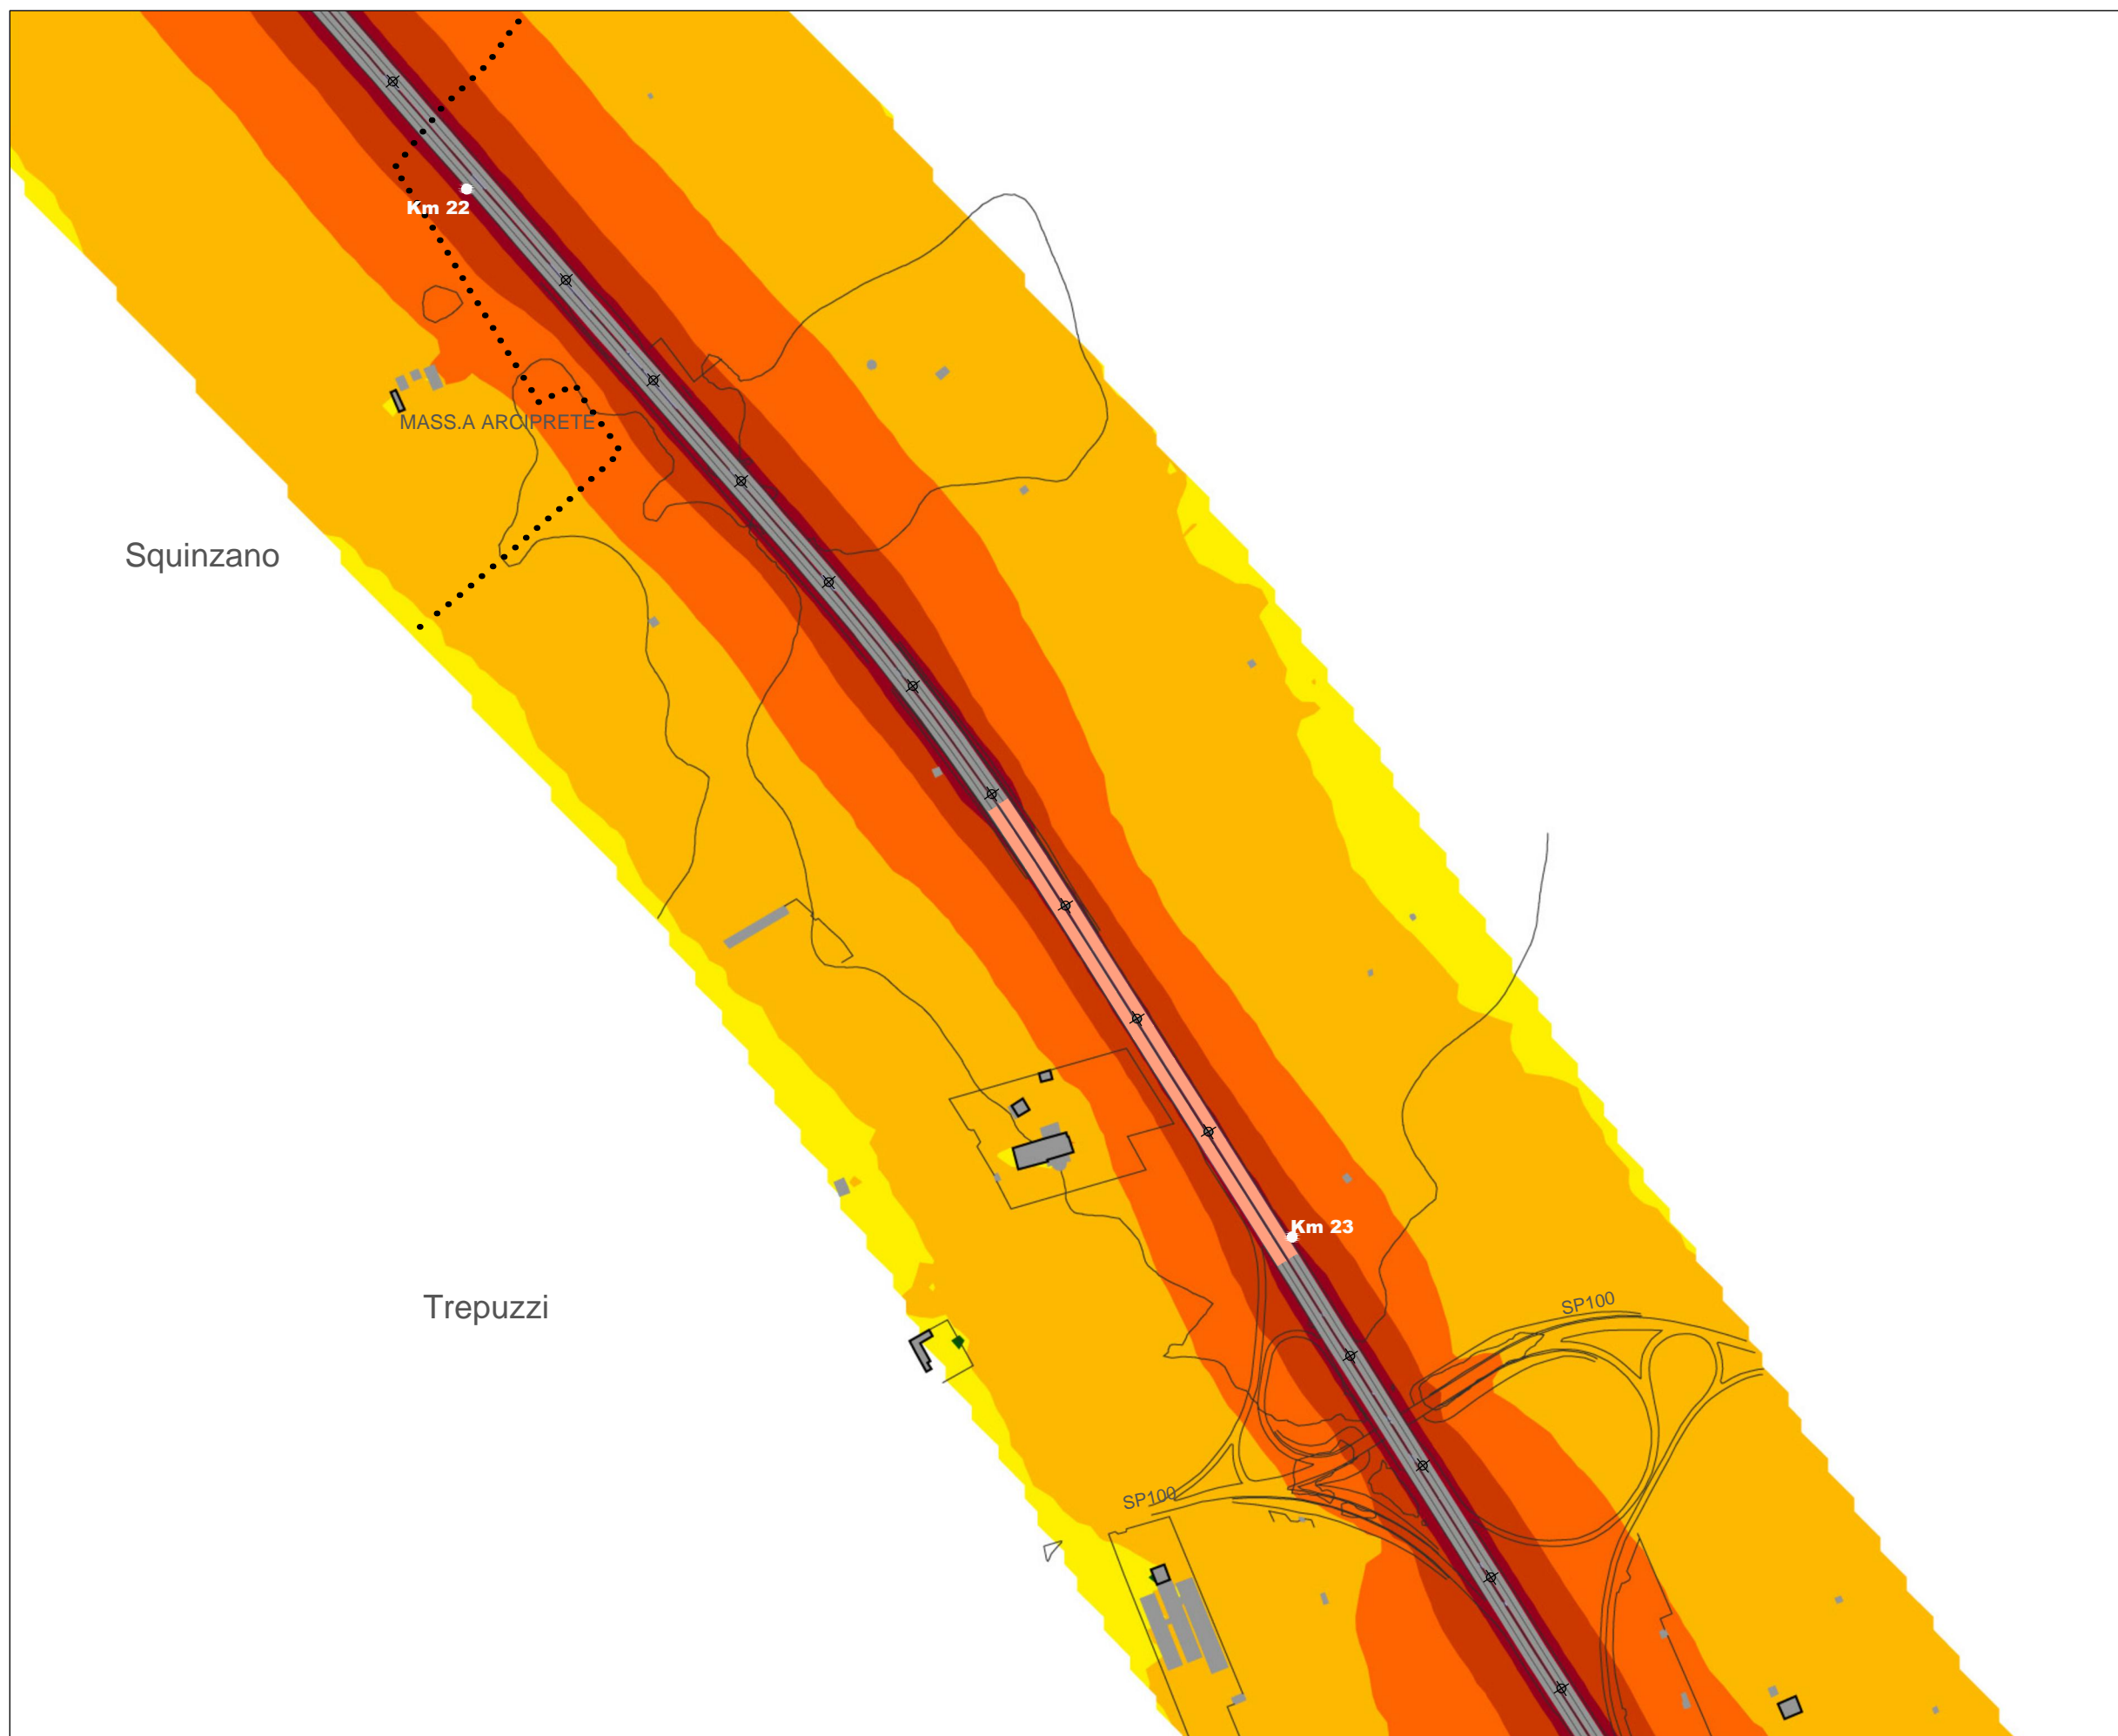 Km 22
MASS.A ARCIPRETE
Squinzano
Km 23
Trepuzzi
SP100
SP100